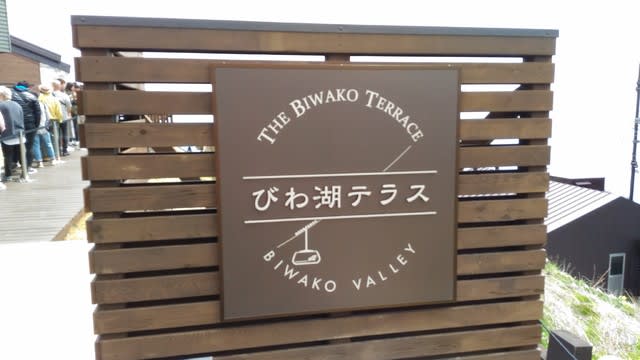 THE BIWAKO TERRACE
びわ湖テラス
BIWAKO VALLEY